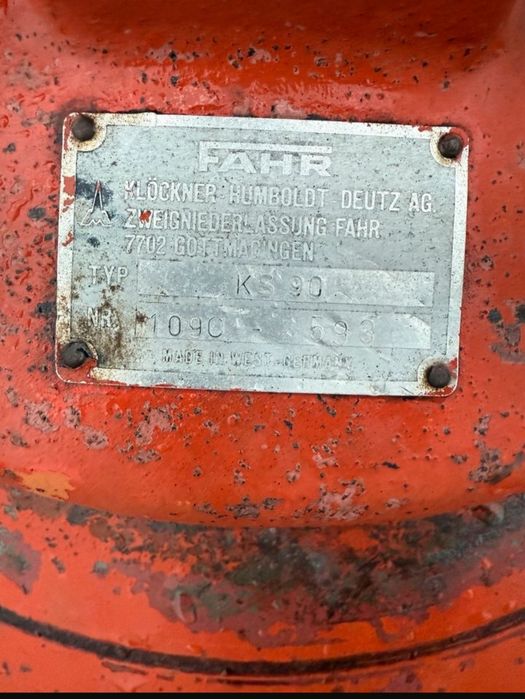 FAHR
KLÖCKNER-HUMBOLDT-DEUTZ AG.
ZWEIGNIEDERLASSUNG FAHR
7702 GOTTMADINGEN
TYP KS 90
NR.
MADE IN WEST-GERMANY